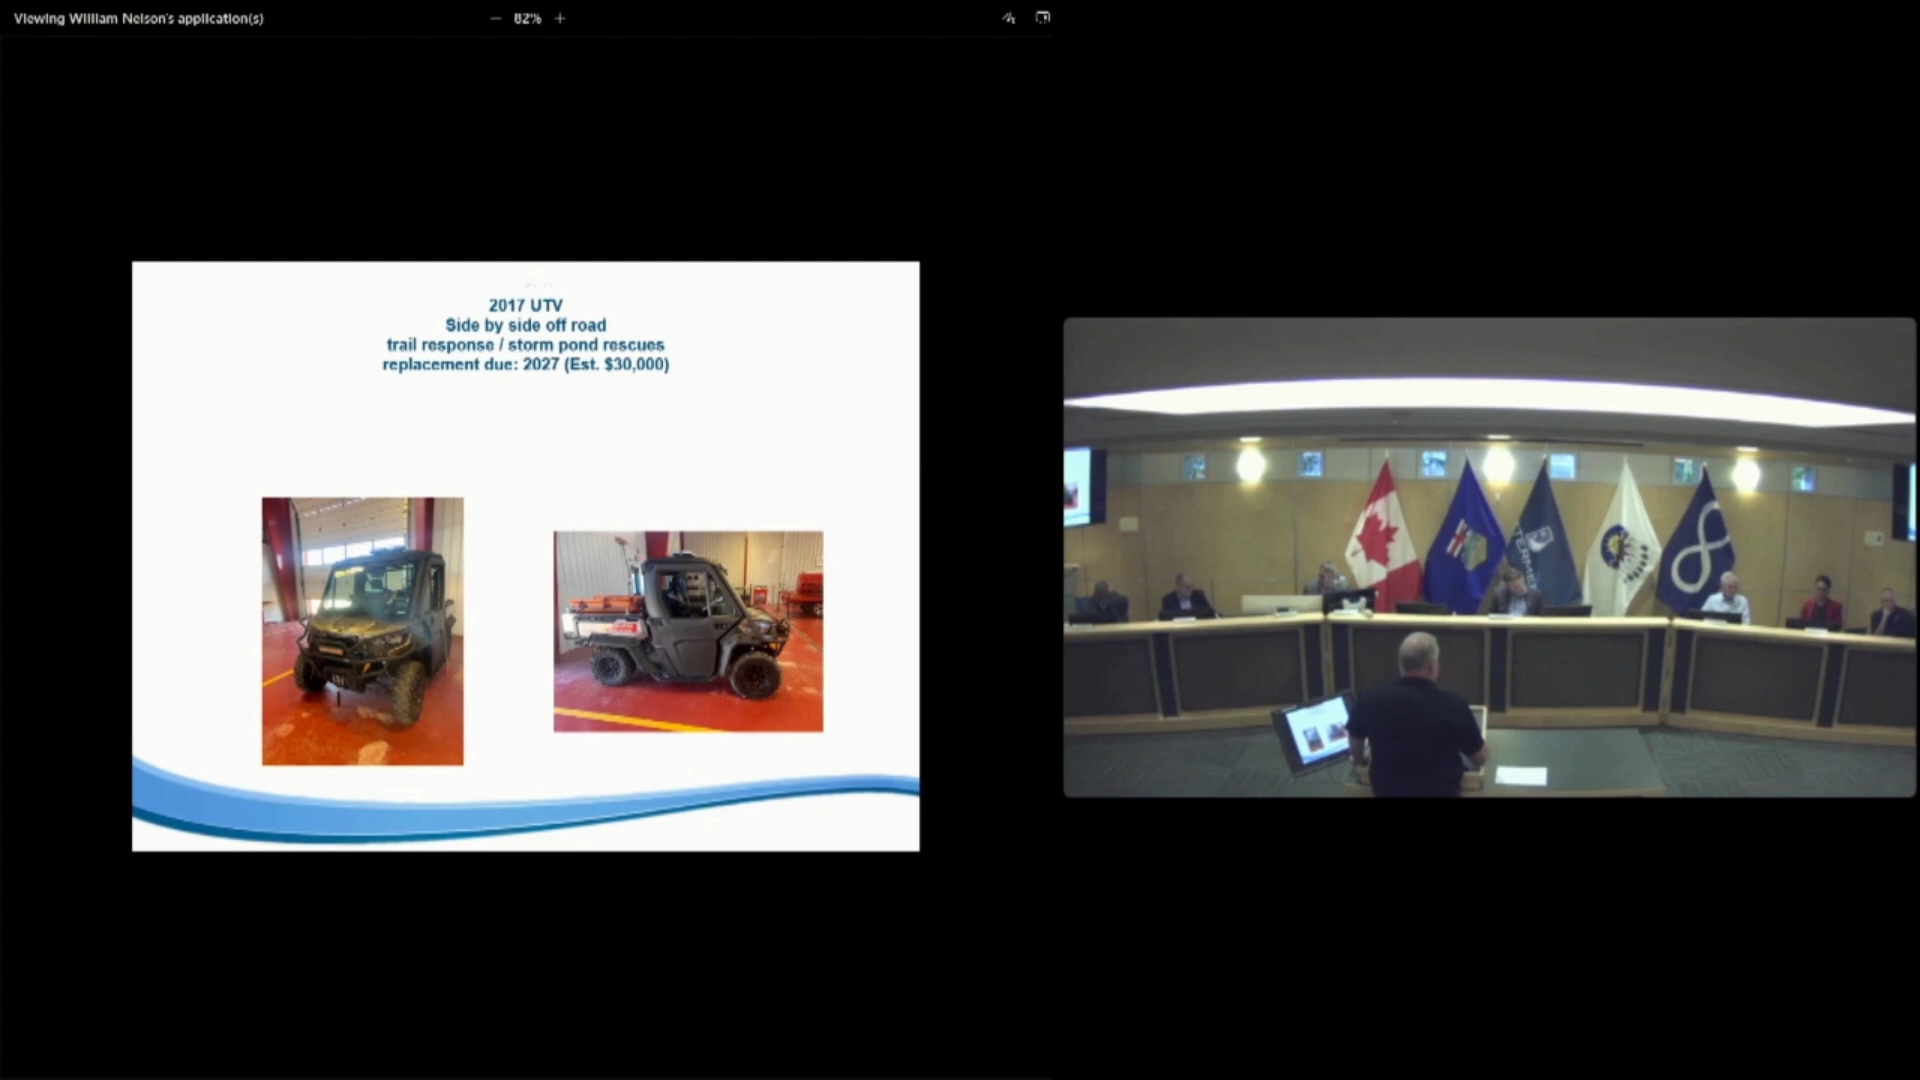 Viewing William Nelson's application(s)
82%
2017 UTV
Side by side off road
trail response / storm pond rescues
replacement due: 2027 (Est. $30,000)